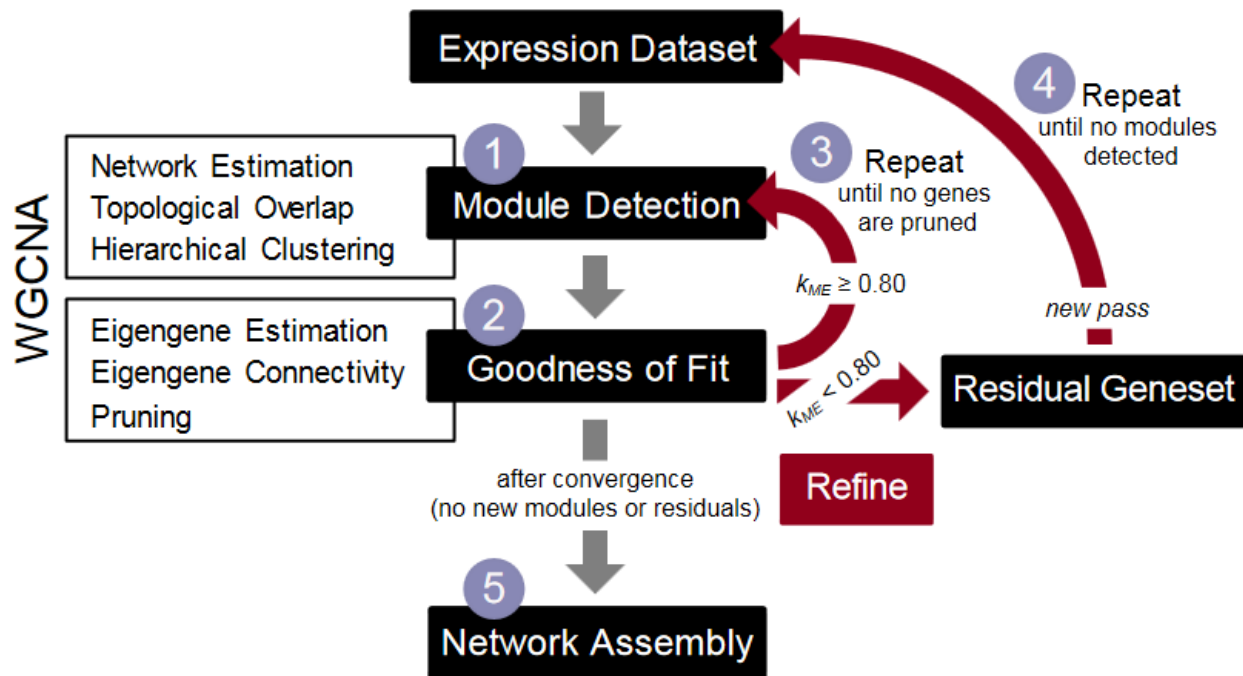 Expression Dataset
4
Repeat
until no modules
detected
3
Repeat
until no genes
are pruned
WGCNA
Network Estimation
Topological Overlap
Hierarchical Clustering
1
Module Detection
kME ≥ 0.80
new pass
Eigengene Estimation
Eigengene Connectivity
Pruning
2
Goodness of Fit
kME < 0.80
Residual Geneset
Refine
after convergence
(no new modules or residuals)
5
Network Assembly